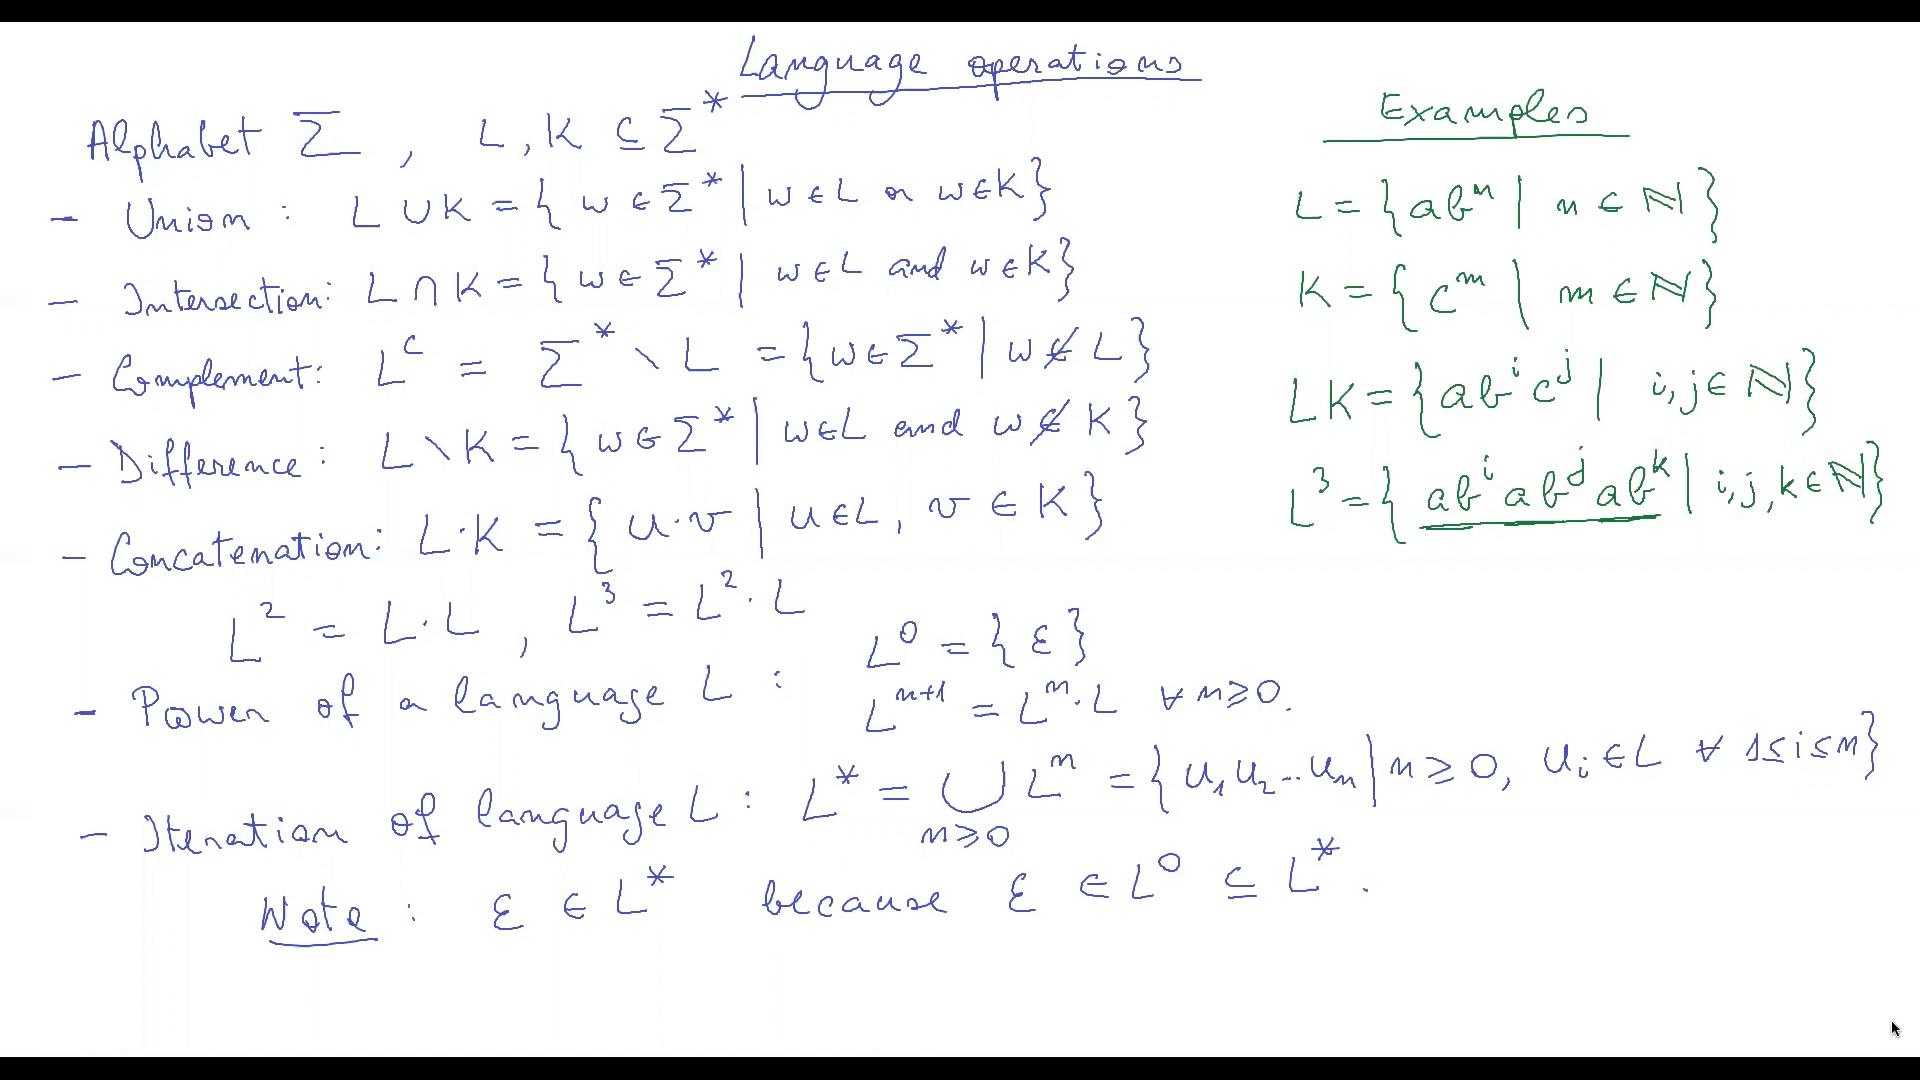 Language operations
Alphabet Σ , L, K ⊆ Σ*
- Union : L ∪ K = { w ∈ Σ* | w ∈ L or w ∈ K }
- Intersection: L ∩ K = { w ∈ Σ* | w ∈ L and w ∈ K }
- Complement: Lᶜ = Σ* \ L = { w ∈ Σ* | w ∉ L }
- Difference: L \ K = { w ∈ Σ* | w ∈ L and w ∉ K }
- Concatenation: L·K = { u·v | u ∈ L, v ∈ K }
L² = L·L , L³ = L²·L
- Power of a language L : L⁰ = { ε }
Lⁿ⁺¹ = Lⁿ·L ∀ n ≥ 0.
- Iteration of language L : L* = ⋃ Lⁿ = { u₁u₂...uₙ | n ≥ 0, uᵢ ∈ L ∀ 1 ≤ i ≤ n }
n ≥ 0
Note : ε ∈ L* because ε ∈ L⁰ ⊆ L*.
Examples
L = { abⁿ | n ∈ ℕ }
K = { cᵐ | m ∈ ℕ }
LK = { abⁱcʲ | i, j ∈ ℕ }
L³ = { abⁱabʲabᵏ | i, j, k ∈ ℕ }